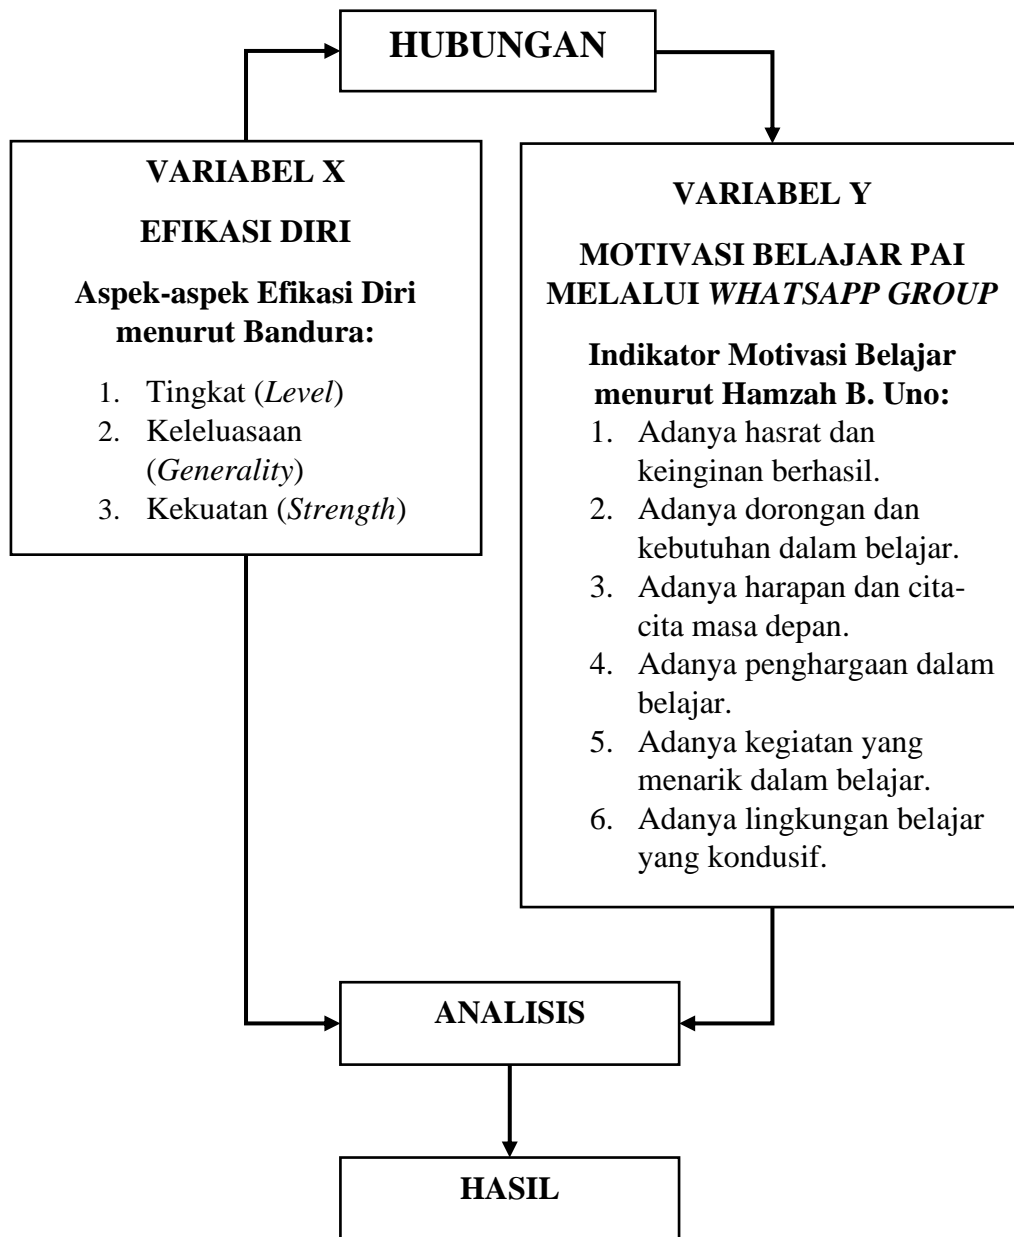 HUBUNGAN
VARIABEL X
EFIKASI DIRI
Aspek-aspek Efikasi Diri
menurut Bandura:
1. Tingkat (Level)
2. Keleluasaan
(Generality)
3. Kekuatan (Strength)
VARIABEL Y
MOTIVASI BELAJAR PAI
MELALUI WHATSAPP GROUP
Indikator Motivasi Belajar
menurut Hamzah B. Uno:
1. Adanya hasrat dan
keinginan berhasil.
2. Adanya dorongan dan
kebutuhan dalam belajar.
3. Adanya harapan dan cita-
cita masa depan.
4. Adanya penghargaan dalam
belajar.
5. Adanya kegiatan yang
menarik dalam belajar.
6. Adanya lingkungan belajar
yang kondusif.
ANALISIS
HASIL